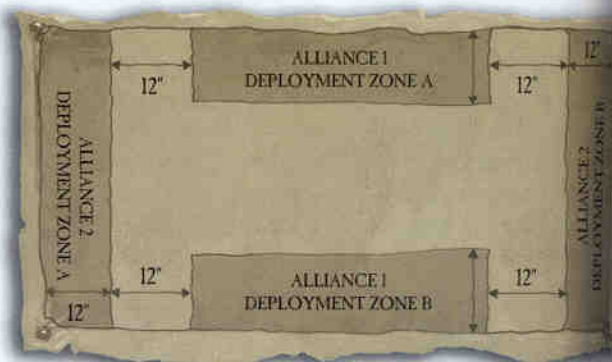 ALLIANCE 1
DEPLOYMENT ZONE A
12"
12"
12"
ALLIANCE 2
DEPLOYMENT ZONE A
ALLIANCE 2
DEPLOYMENT ZONE B
12"
12"
12"
ALLIANCE 1
DEPLOYMENT ZONE B